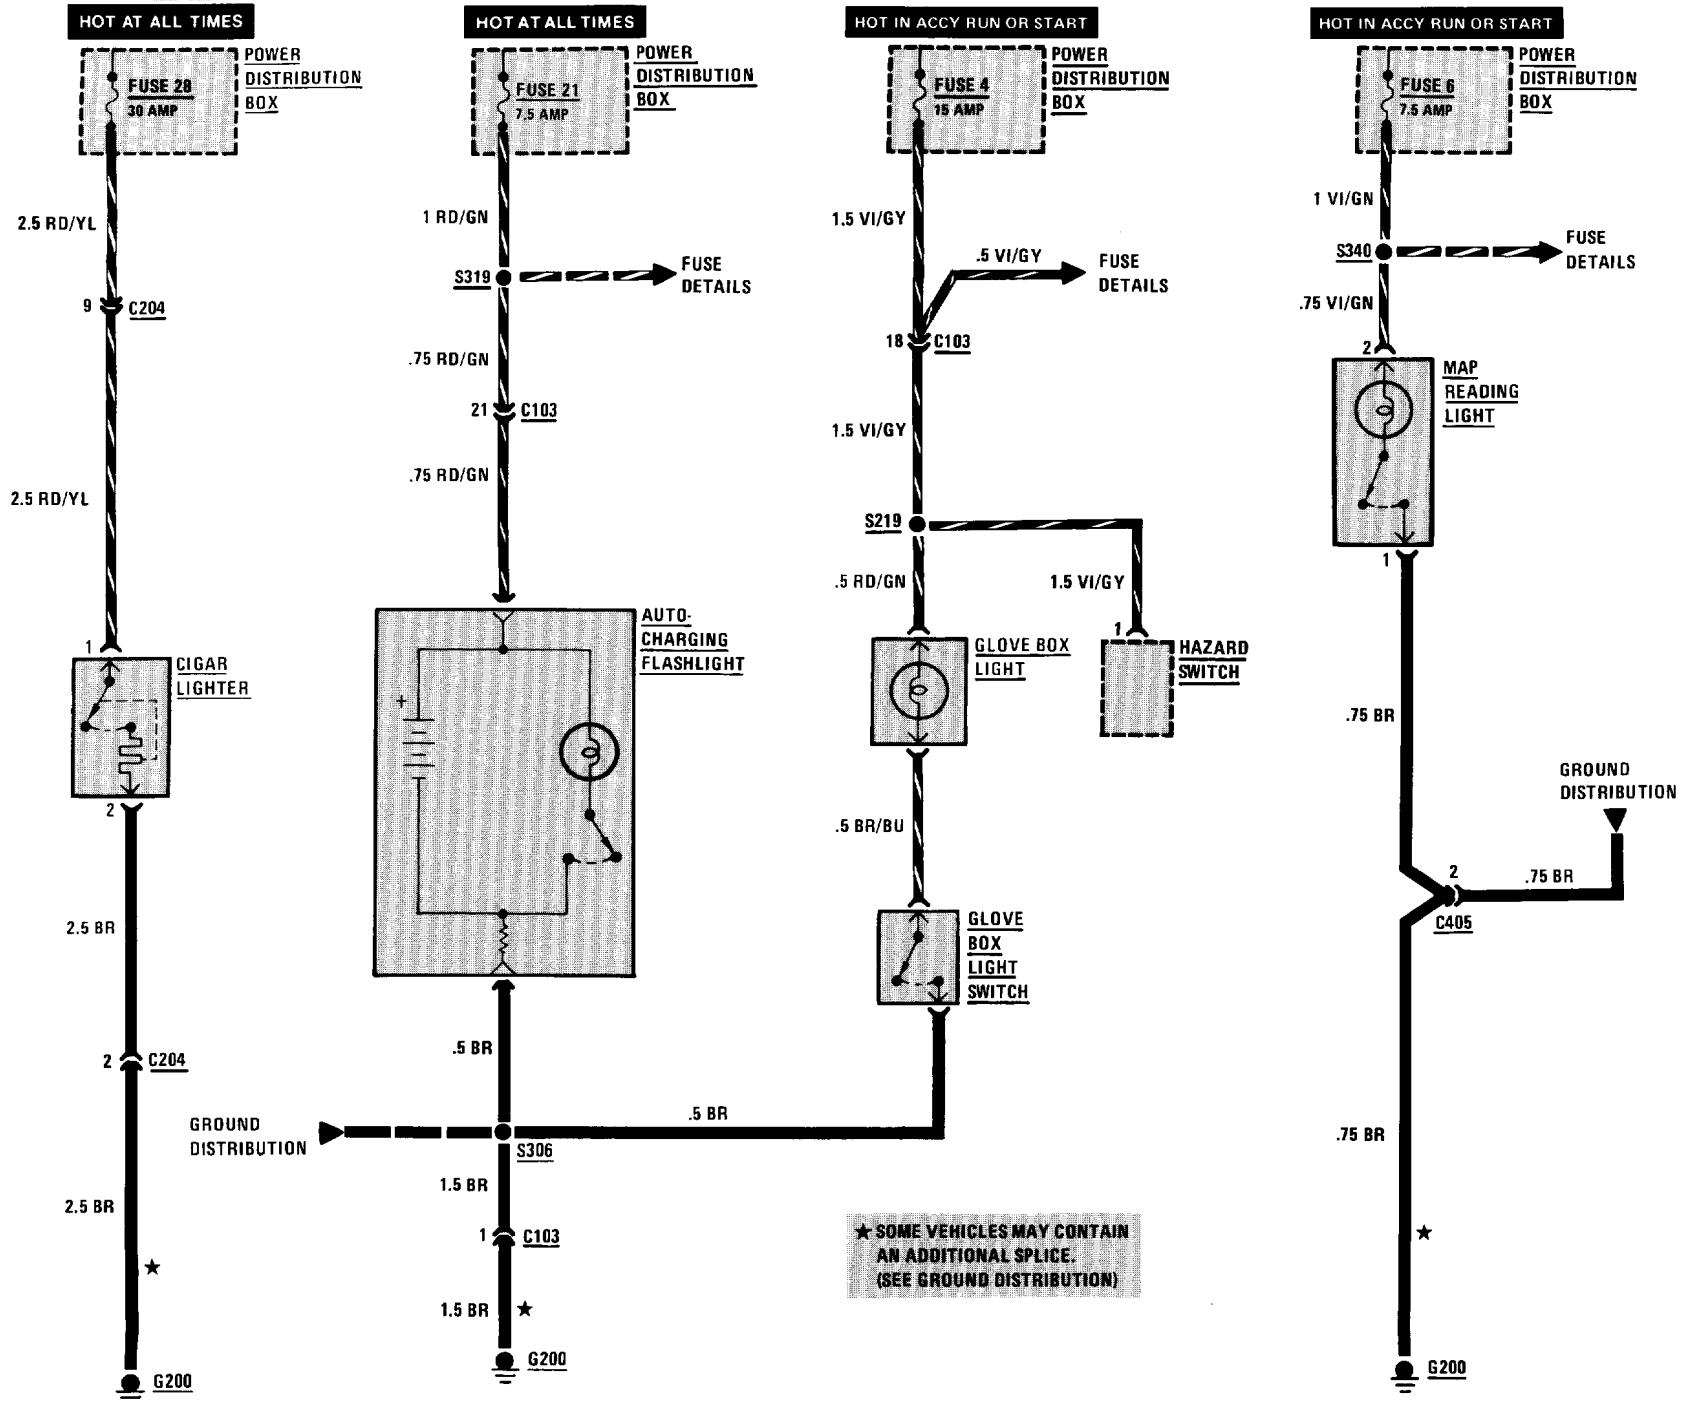 HOT AT ALL TIMES
FUSE 28
30 AMP
POWER
DISTRIBUTION
BOX
2.5 RD/YL
9
C204
2.5 RD/YL
1
CIGAR
LIGHTER
2
2.5 BR
2
C204
2.5 BR
★
G200
HOT AT ALL TIMES
FUSE 21
7.5 AMP
POWER
DISTRIBUTION
BOX
1 RD/GN
S319
FUSE
DETAILS
.75 RD/GN
21
C103
.75 RD/GN
AUTO-
CHARGING
FLASHLIGHT
+
.5 BR
GROUND
DISTRIBUTION
S306
.5 BR
1.5 BR
1
C103
1.5 BR
★
G200
HOT IN ACCY RUN OR START
FUSE 4
15 AMP
POWER
DISTRIBUTION
BOX
1.5 VI/GY
.5 VI/GY
FUSE
DETAILS
18
C103
1.5 VI/GY
S219
.5 RD/GN
1.5 VI/GY
1
GLOVE BOX
LIGHT
HAZARD
SWITCH
.5 BR/BU
GLOVE
BOX
LIGHT
SWITCH
★ SOME VEHICLES MAY CONTAIN
AN ADDITIONAL SPLICE.
(SEE GROUND DISTRIBUTION)
HOT IN ACCY RUN OR START
FUSE 6
7.5 AMP
POWER
DISTRIBUTION
BOX
1 VI/GN
S340
FUSE
DETAILS
.75 VI/GN
2
MAP
READING
LIGHT
1
.75 BR
GROUND
DISTRIBUTION
2
.75 BR
C405
.75 BR
★
G200